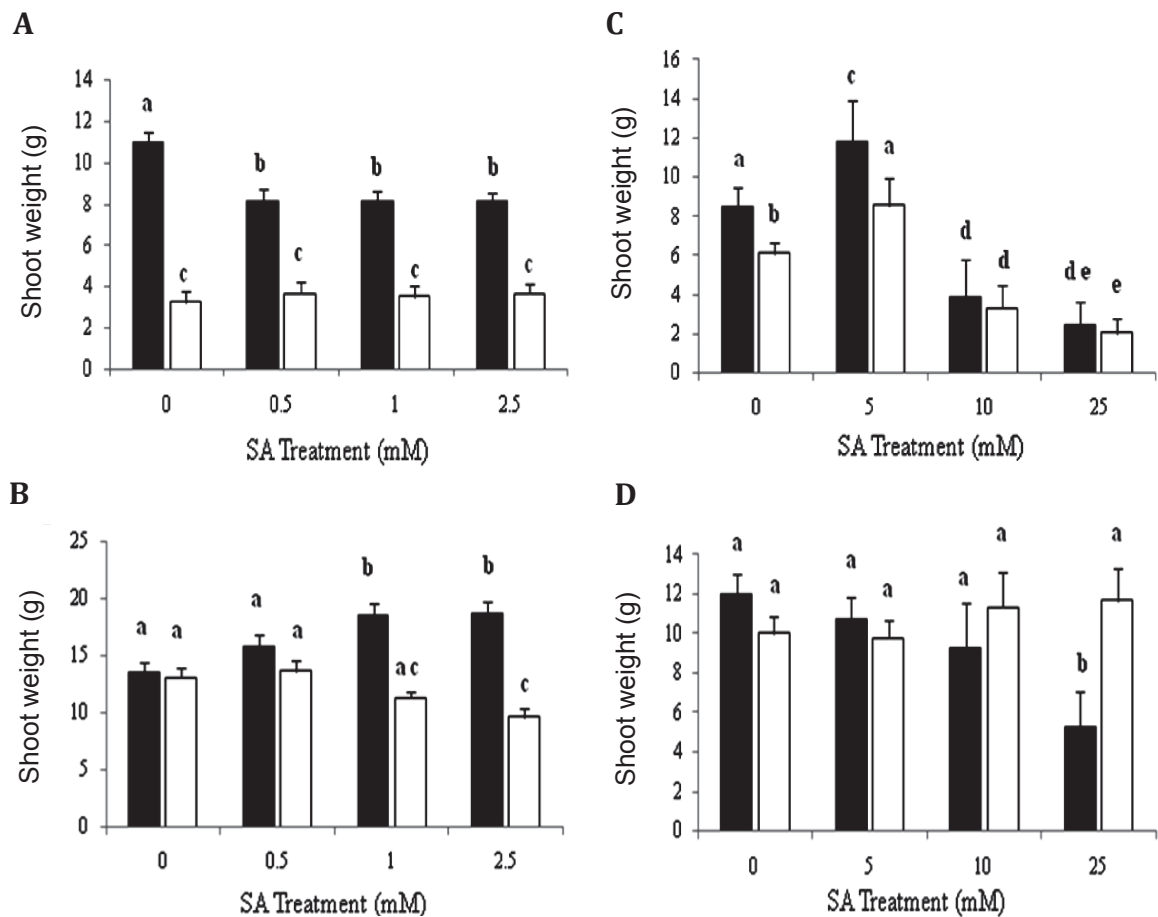 A
Shoot weight (g)
14
12
10
8
6
4
2
0
a
c
b
c
b
c
b
c
0 0.5 1 2.5
SA Treatment (mM)
C
Shoot weight (g)
16
14
12
10
8
6
4
2
0
a
b
c
a
d
d
d e
e
0 5 10 25
SA Treatment (mM)
B
Shoot weight (g)
25
20
15
10
5
0
a
a
a
a
b
a c
b
c
0 0.5 1 2.5
SA Treatment (mM)
D
Shoot weight (g)
14
12
10
8
6
4
2
0
a
a
a
a
a
a
b
a
0 5 10 25
SA Treatment (mM)